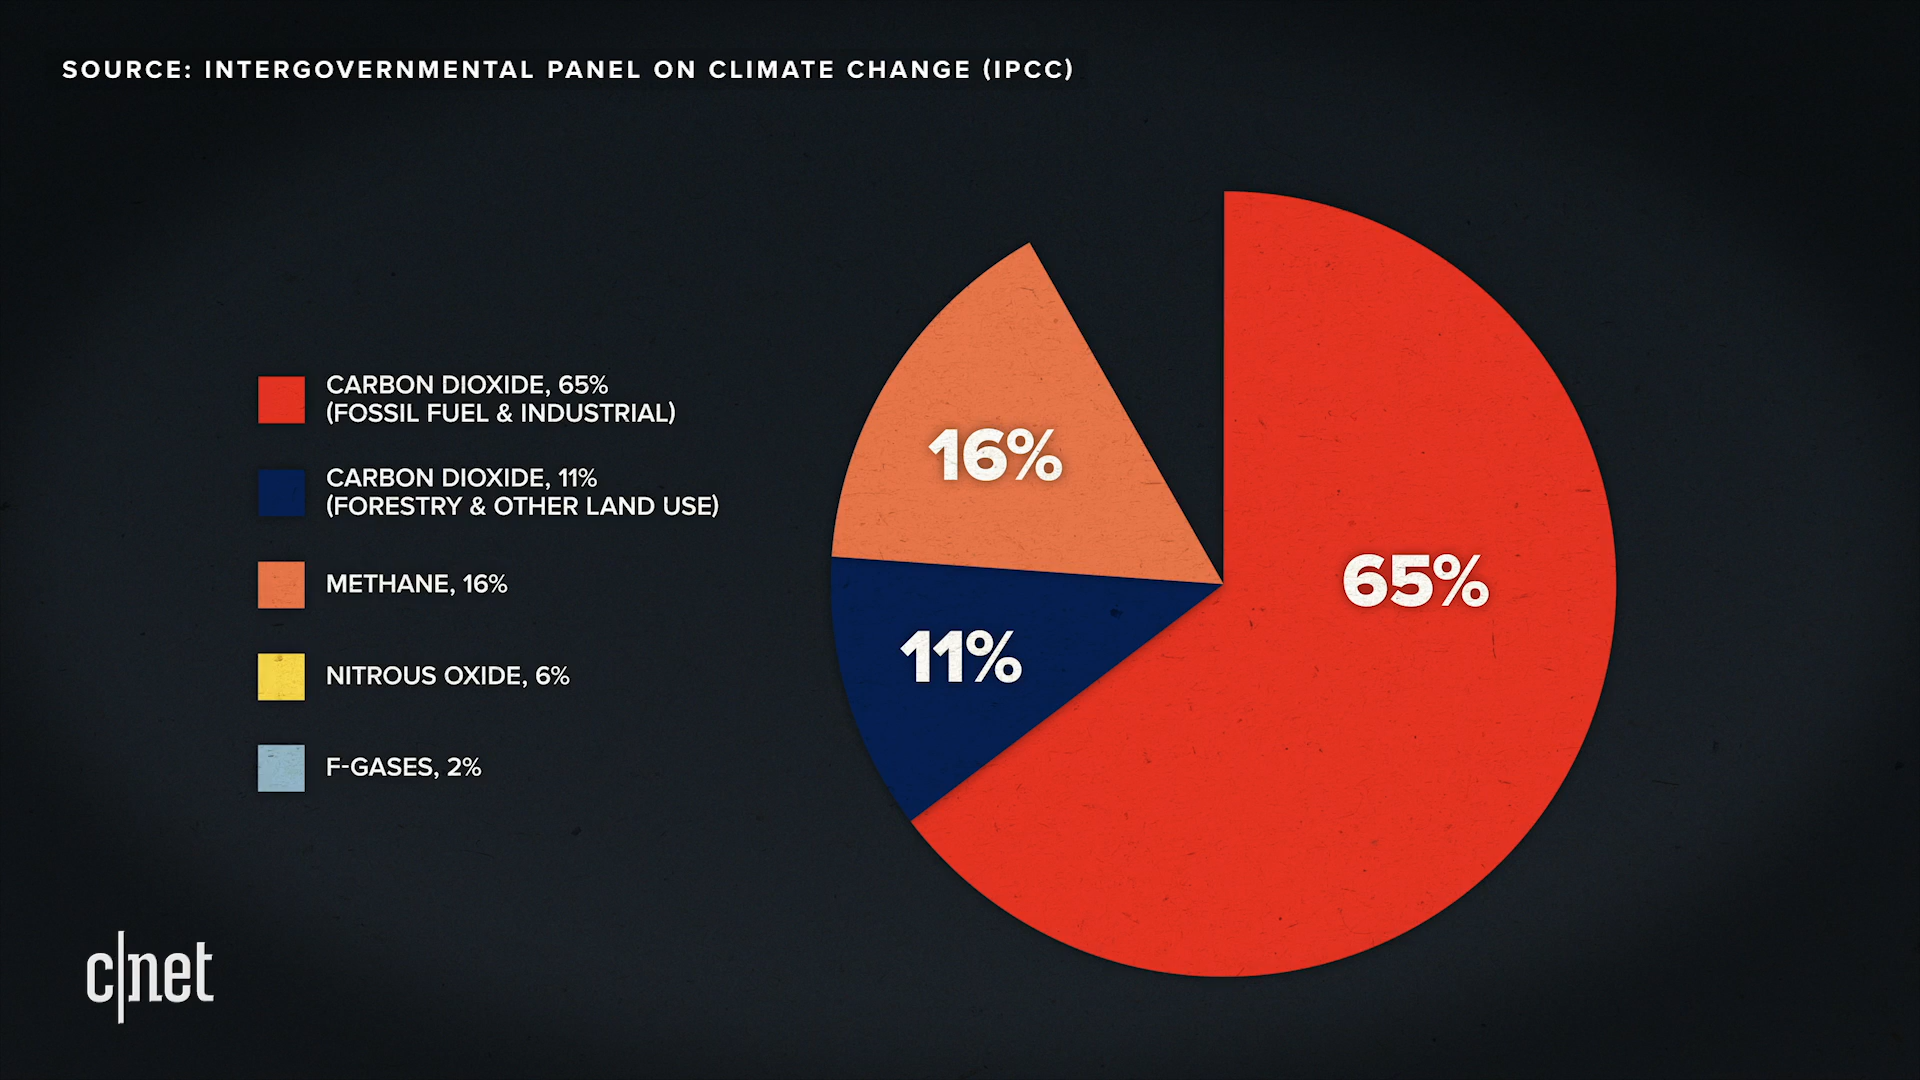 SOURCE: INTERGOVERNMENTAL PANEL ON CLIMATE CHANGE (IPCC)
CARBON DIOXIDE, 65%
(FOSSIL FUEL & INDUSTRIAL)
CARBON DIOXIDE, 11%
(FORESTRY & OTHER LAND USE)
METHANE, 16%
NITROUS OXIDE, 6%
F-GASES, 2%
16%
65%
11%
c|net